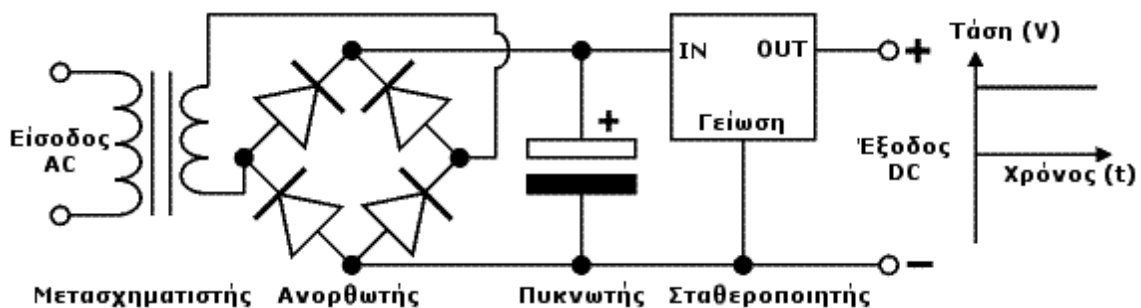 Είσοδος
AC
IN OUT
Γείωση
+
+
−
Έξοδος
DC
Τάση (V)
Χρόνος (t)
Μετασχηματιστής Ανορθωτής Πυκνωτής Σταθεροποιητής